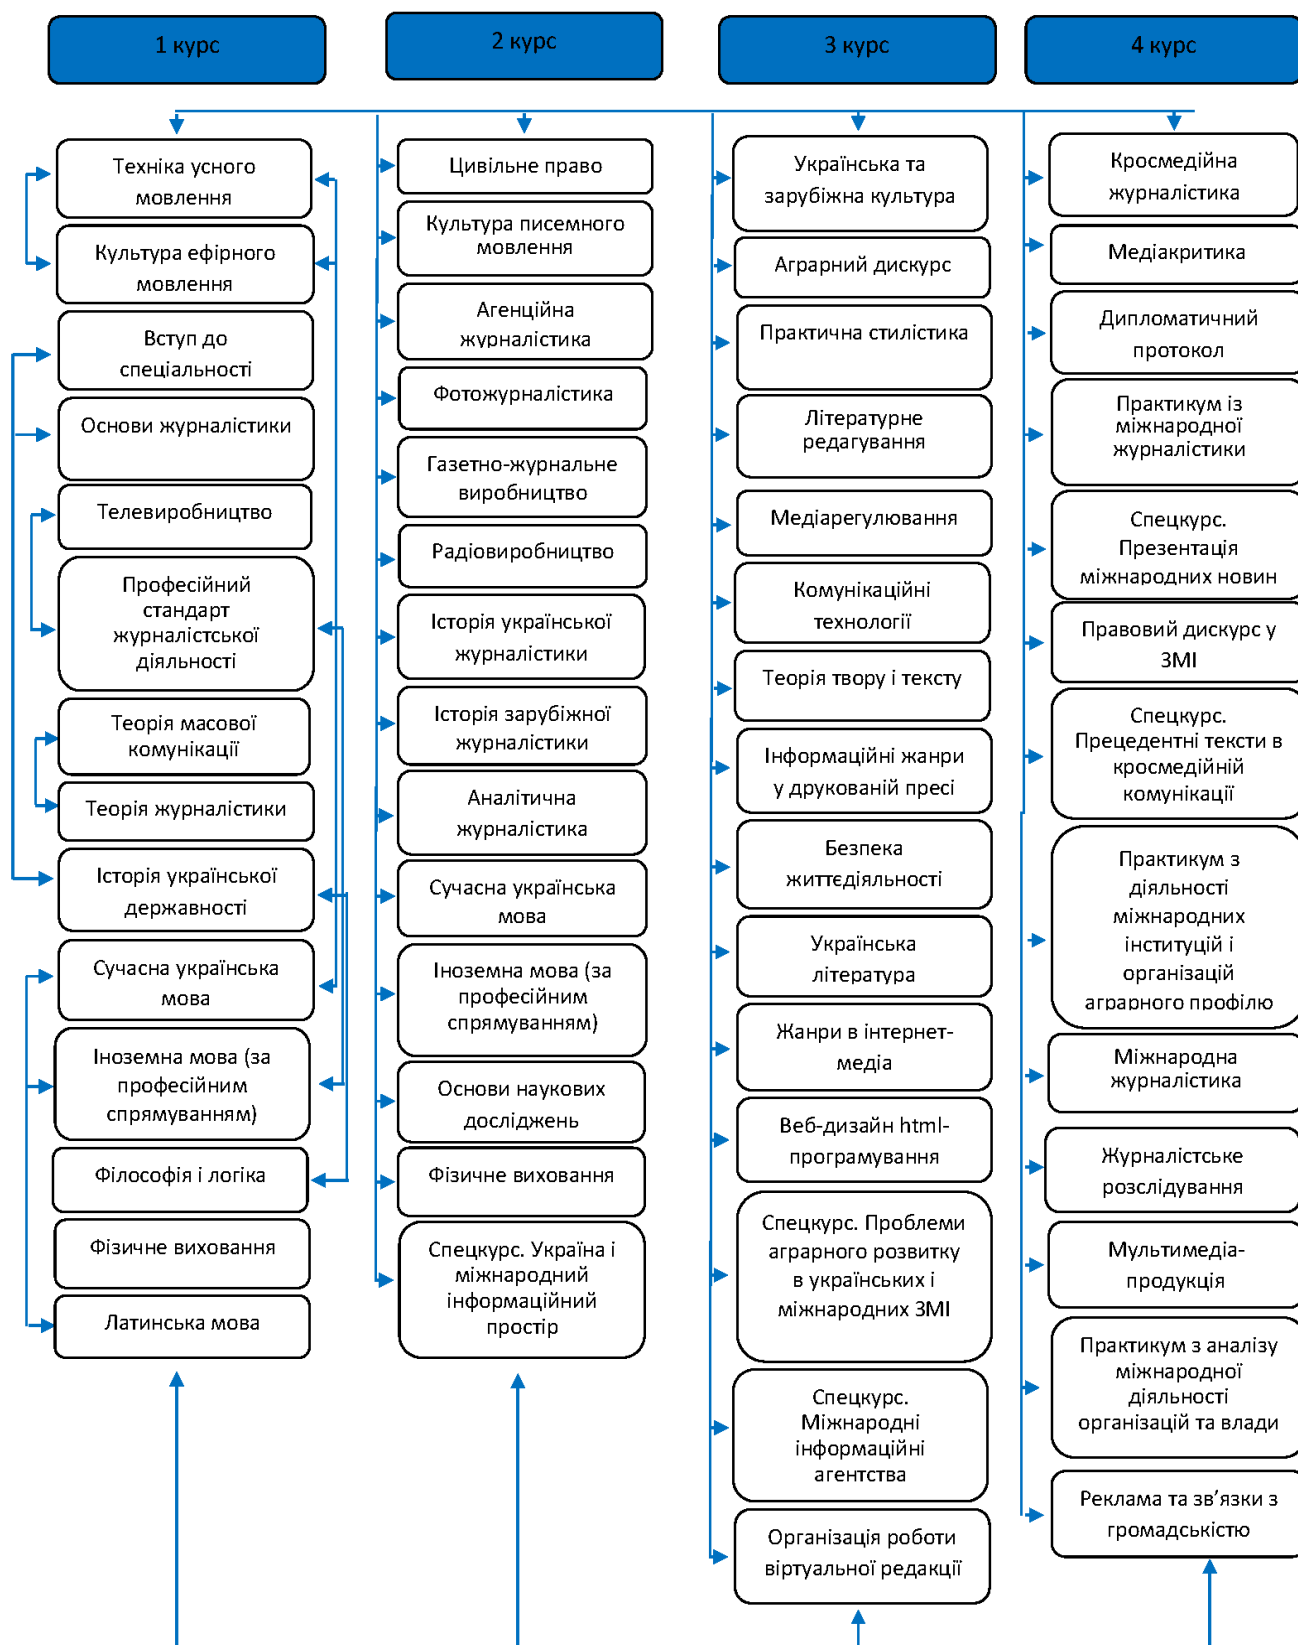 1 курс
2 курс
3 курс
4 курс
Техніка усного
мовлення
Культура ефірного
мовлення
Вступ до
спеціальності
Основи журналістики
Телевиробництво
Професійний
стандарт
журналістської
діяльності
Теорія масової
комунікації
Теорія журналістики
Історія української
державності
Сучасна українська
мова
Іноземна мова (за
професійним
спрямуванням)
Філософія і логіка
Фізичне виховання
Латинська мова
Цивільне право
Культура писемного
мовлення
Агенційна
журналістика
Фотожурналістика
Газетно-журнальне
виробництво
Радіовиробництво
Історія української
журналістики
Історія зарубіжної
журналістики
Аналітична
журналістика
Сучасна українська
мова
Іноземна мова (за
професійним
спрямуванням)
Основи наукових
досліджень
Фізичне виховання
Спецкурс. Україна і
міжнародний
інформаційний
простір
Українська та
зарубіжна культура
Аграрний дискурс
Практична стилістика
Літературне
редагування
Медіарегулювання
Комунікаційні
технології
Теорія твору і тексту
Інформаційні жанри
у друкованій пресі
Безпека
життєдіяльності
Українська
література
Жанри в інтернет-
медіа
Веб-дизайн html-
програмування
Спецкурс. Проблеми
аграрного розвитку
в українських і
міжнародних ЗМІ
Спецкурс.
Міжнародні
інформаційні
агентства
Організація роботи
віртуальної редакції
Кросмедійна
журналістика
Медіакритика
Дипломатичний
протокол
Практикум із
міжнародної
журналістики
Спецкурс.
Презентація
міжнародних новин
Правовий дискурс у
ЗМІ
Спецкурс.
Прецедентні тексти в
кросмедійній
комунікації
Практикум з
діяльності
міжнародних
інституцій і
організацій
аграрного профілю
Міжнародна
журналістика
Журналістське
розслідування
Мультимедіа-
продукція
Практикум з аналізу
міжнародної
діяльності
організацій та влади
Реклама та зв’язки з
громадськістю